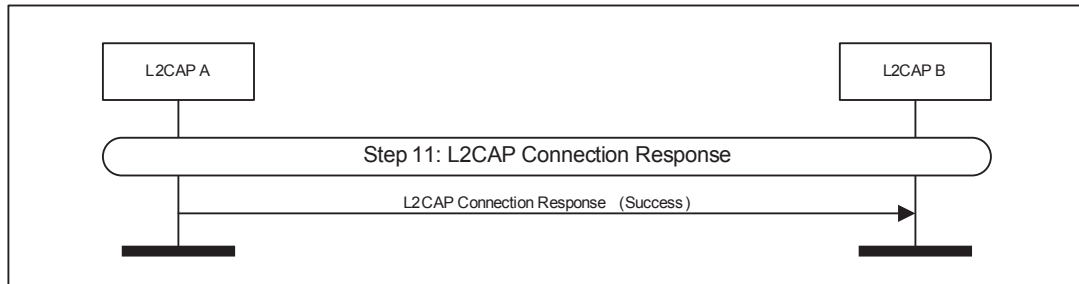 L2CAP A
L2CAP B
Step 11: L2CAP Connection Response
L2CAP Connection Response (Success)